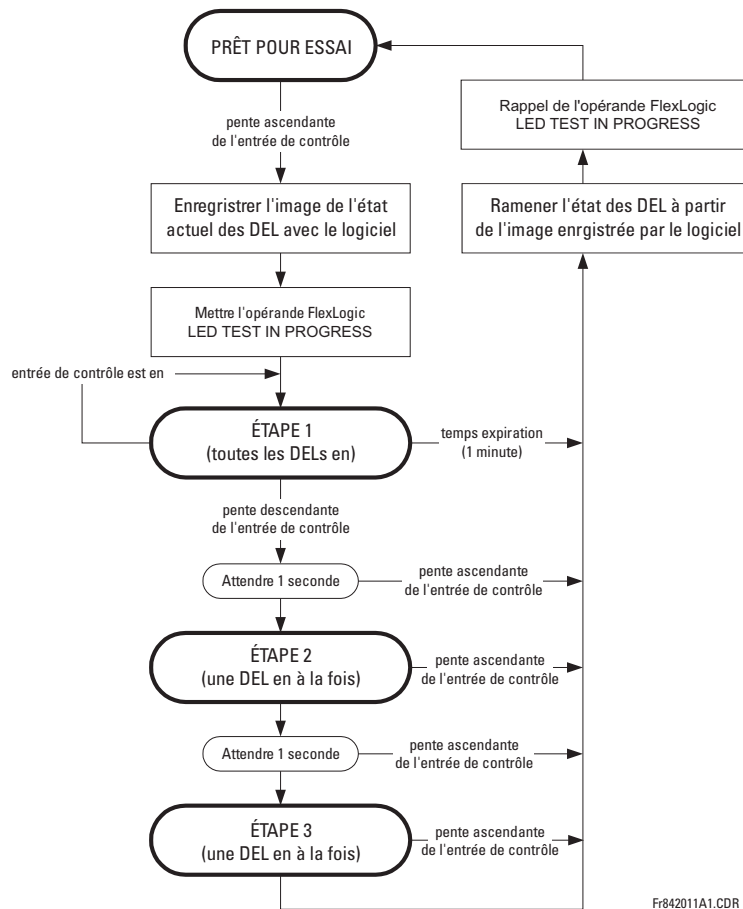 PRÊT POUR ESSAI
pente ascendante
de l'entrée de contrôle
Rappel de l'opérande FlexLogic
LED TEST IN PROGRESS
Enregristrer l'image de l'état
actuel des DEL avec le logiciel
Ramener l'état des DEL à partir
de l'image enrgistrée par le logiciel
Mettre l'opérande FlexLogic
LED TEST IN PROGRESS
entrée de contrôle est en
ÉTAPE 1
(toutes les DELs en)
temps expiration
(1 minute)
pente descendante
de l'entrée de contrôle
Attendre 1 seconde
pente ascendante
de l'entrée de contrôle
ÉTAPE 2
(une DEL en à la fois)
pente ascendante
de l'entrée de contrôle
Attendre 1 seconde
pente ascendante
de l'entrée de contrôle
ÉTAPE 3
(une DEL en à la fois)
pente ascendante
de l'entrée de contrôle
Fr842011A1.CDR